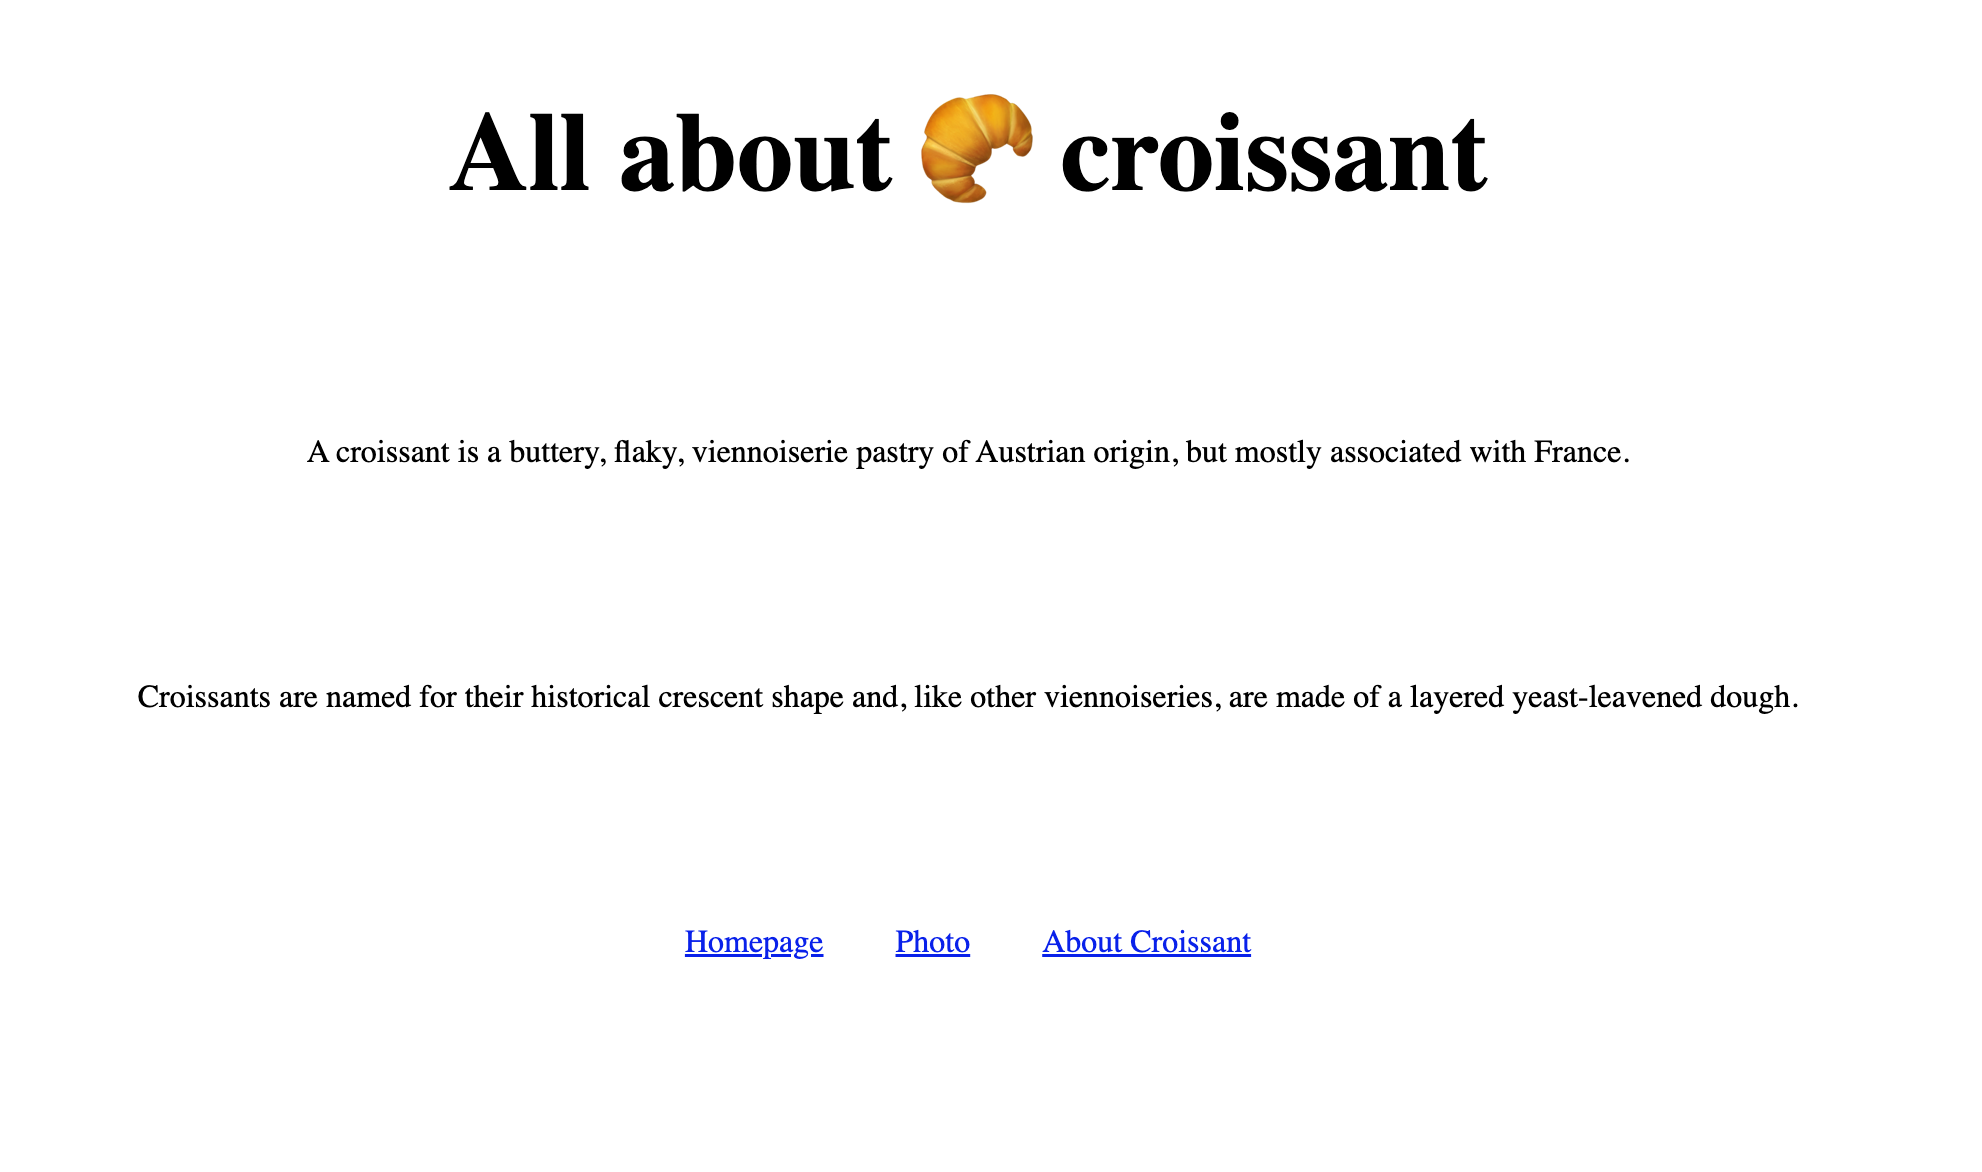 All about 🥐 croissant
A croissant is a buttery, flaky, viennoiserie pastry of Austrian origin, but mostly associated with France.
Croissants are named for their historical crescent shape and, like other viennoiseries, are made of a layered yeast-leavened dough.
Homepage Photo About Croissant